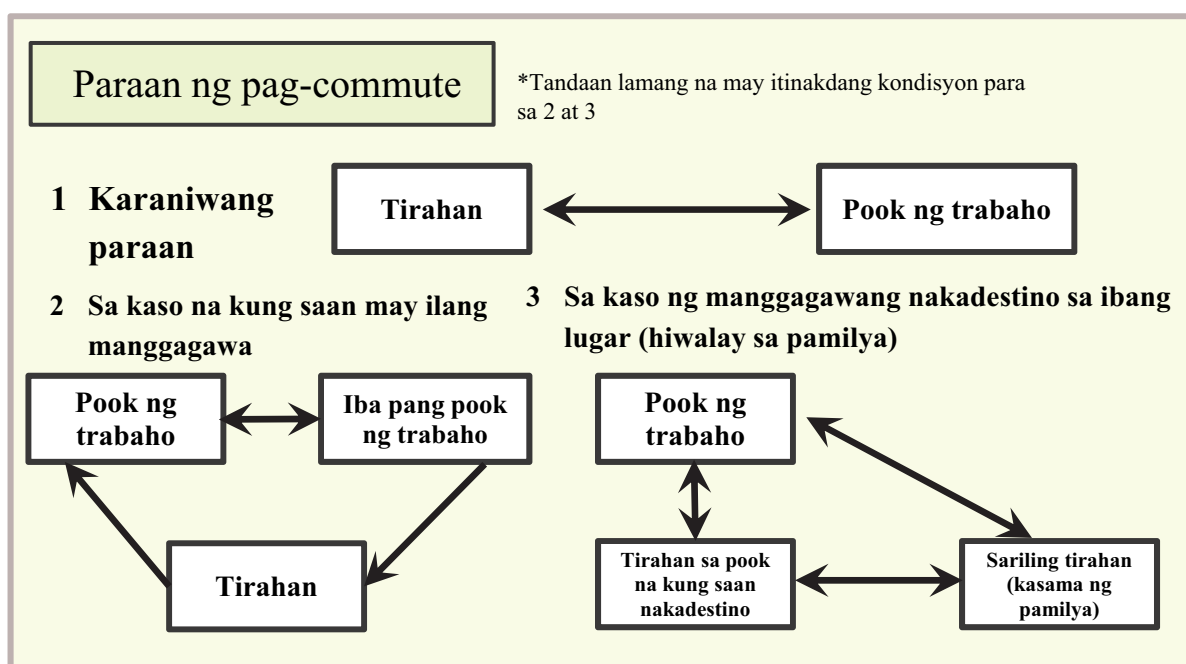 Paraan ng pag-commute
*Tandaan lamang na may itinakdang kondisyon para
sa 2 at 3
1 Karaniwang
paraan
Tirahan
Pook ng trabaho
2 Sa kaso na kung saan may ilang
manggagawa
Pook ng
trabaho
Iba pang pook
ng trabaho
Tirahan
3 Sa kaso ng manggagawang nakadestino sa ibang
lugar (hiwalay sa pamilya)
Pook ng
trabaho
Tirahan sa pook
na kung saan
nakadestino
Sariling tirahan
(kasama ng
pamilya)